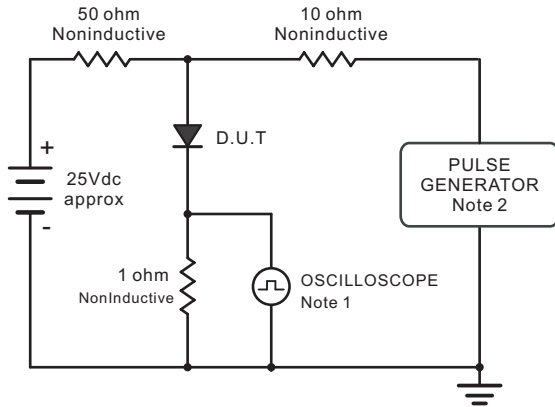 50 ohm
Noninductive
10 ohm
Noninductive
D.U.T
+
25Vdc
approx
-
PULSE
GENERATOR
Note 2
1 ohm
NonInductive
OSCILLOSCOPE
Note 1